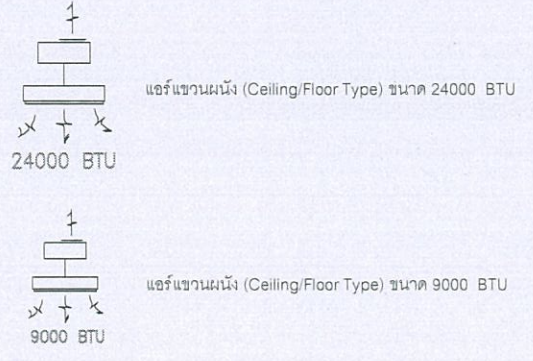 แอร์แขวนผนัง (Ceiling/Floor Type) ขนาด 24000 BTU
24000 BTU
แอร์แขวนผนัง (Ceiling/Floor Type) ขนาด 9000 BTU
9000 BTU